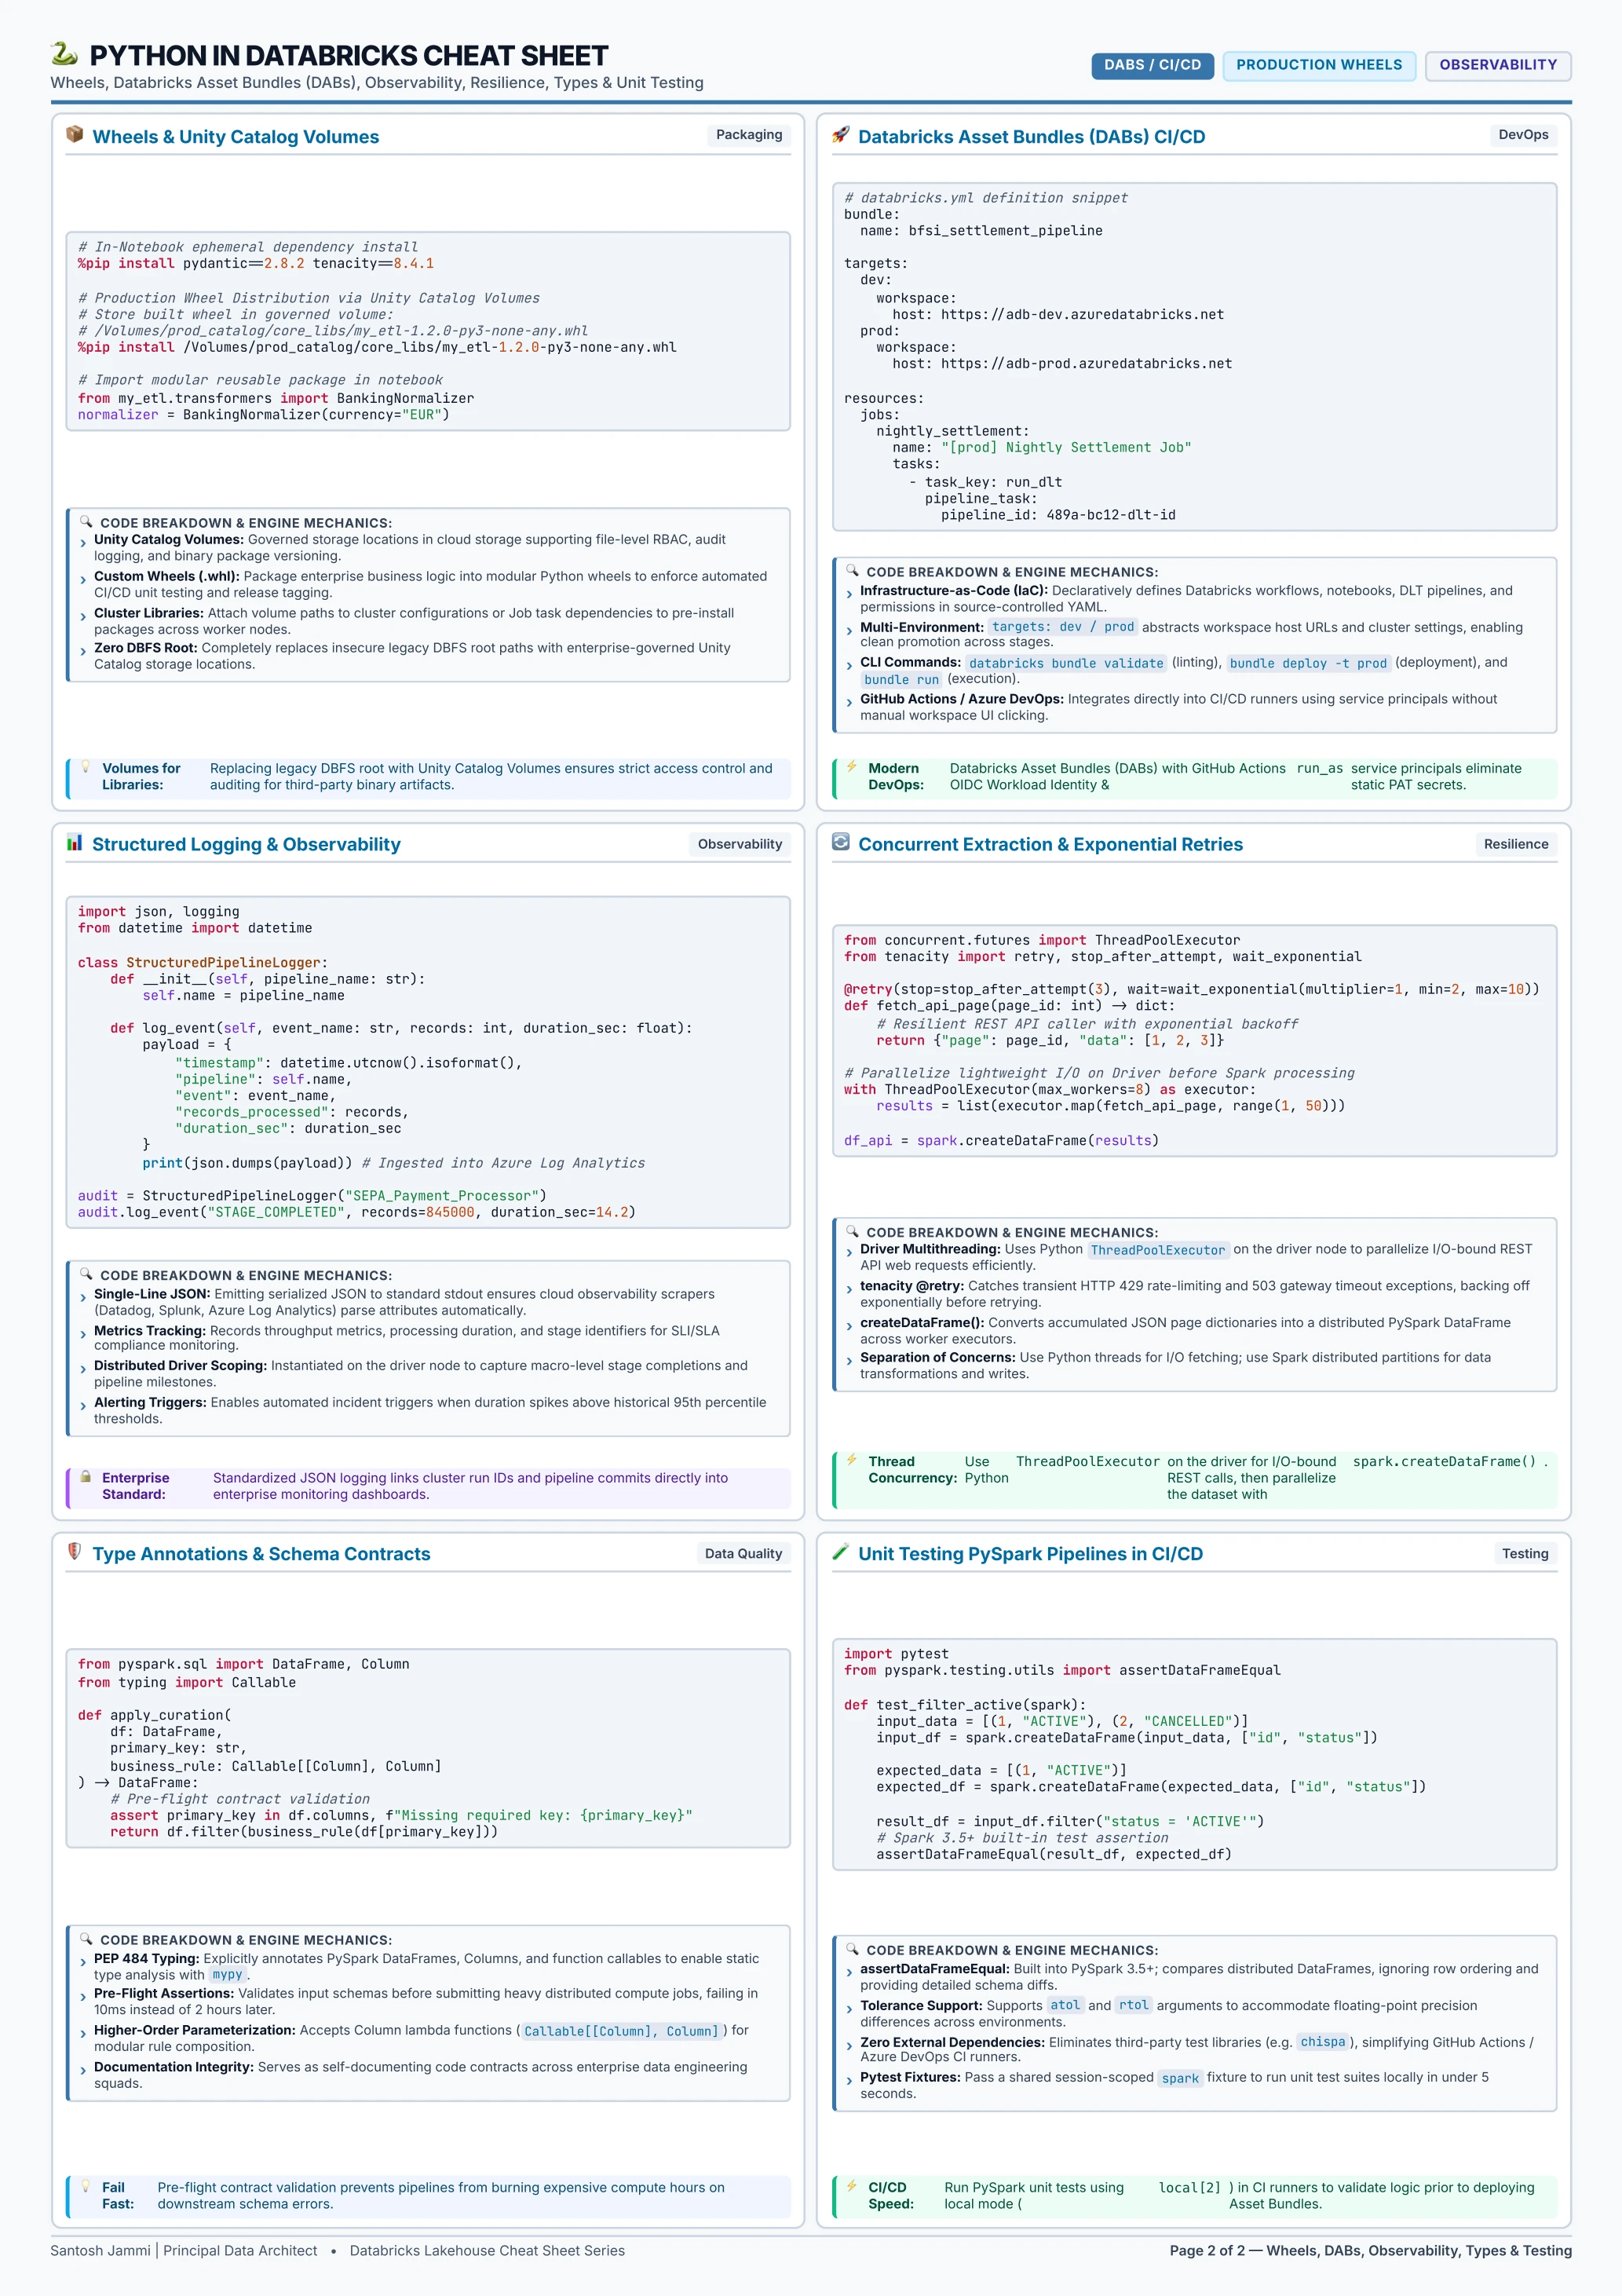 🐍 PYTHON IN DATABRICKS CHEAT SHEET
Wheels, Databricks Asset Bundles (DABs), Observability, Resilience, Types & Unit Testing
DABS / CI/CD
PRODUCTION WHEELS
OBSERVABILITY
📦 Wheels & Unity Catalog Volumes
Packaging
# In-Notebook ephemeral dependency install
%pip install pydantic==2.8.2 tenacity==8.4.1

# Production Wheel Distribution via Unity Catalog Volumes
# Store built wheel in governed volume:
# /Volumes/prod_catalog/core_libs/my_etl-1.2.0-py3-none-any.whl
%pip install /Volumes/prod_catalog/core_libs/my_etl-1.2.0-py3-none-any.whl

# Import modular reusable package in notebook
from my_etl.transformers import BankingNormalizer
normalizer = BankingNormalizer(currency="EUR")
🔍 CODE BREAKDOWN & ENGINE MECHANICS:
› Unity Catalog Volumes: Governed storage locations in cloud storage supporting file-level RBAC, audit
logging, and binary package versioning.
› Custom Wheels (.whl): Package enterprise business logic into modular Python wheels to enforce automated
CI/CD unit testing and release tagging.
› Cluster Libraries: Attach volume paths to cluster configurations or Job task dependencies to pre-install
packages across worker nodes.
› Zero DBFS Root: Completely replaces insecure legacy DBFS root paths with enterprise-governed Unity
Catalog storage locations.
💡 Volumes for Libraries: Replacing legacy DBFS root with Unity Catalog Volumes ensures strict access control and
auditing for third-party binary artifacts.
🚀 Databricks Asset Bundles (DABs) CI/CD
DevOps
# databricks.yml definition snippet
bundle:
  name: bfsi_settlement_pipeline

targets:
  dev:
    workspace:
      host: https://adb-dev.azuredatabricks.net
  prod:
    workspace:
      host: https://adb-prod.azuredatabricks.net

resources:
  jobs:
    nightly_settlement:
      name: "[prod] Nightly Settlement Job"
      tasks:
        - task_key: run_dlt
          pipeline_task:
            pipeline_id: 489a-bc12-dlt-id
🔍 CODE BREAKDOWN & ENGINE MECHANICS:
› Infrastructure-as-Code (IaC): Declaratively defines Databricks workflows, notebooks, DLT pipelines, and
permissions in source-controlled YAML.
› Multi-Environment: targets: dev / prod abstracts workspace host URLs and cluster settings, enabling
clean promotion across stages.
› CLI Commands: databricks bundle validate (linting), bundle deploy -t prod (deployment), and
bundle run (execution).
› GitHub Actions / Azure DevOps: Integrates directly into CI/CD runners using service principals without
manual workspace UI clicking.
⚡ Modern DevOps: Databricks Asset Bundles (DABs) with GitHub Actions OIDC Workload Identity & run_as service principals eliminate static PAT secrets.
📊 Structured Logging & Observability
Observability
import json, logging
from datetime import datetime

class StructuredPipelineLogger:
    def __init__(self, pipeline_name: str):
        self.name = pipeline_name

    def log_event(self, event_name: str, records: int, duration_sec: float):
        payload = {
            "timestamp": datetime.utcnow().isoformat(),
            "pipeline": self.name,
            "event": event_name,
            "records_processed": records,
            "duration_sec": duration_sec
        }
        print(json.dumps(payload)) # Ingested into Azure Log Analytics

audit = StructuredPipelineLogger("SEPA_Payment_Processor")
audit.log_event("STAGE_COMPLETED", records=845000, duration_sec=14.2)
🔍 CODE BREAKDOWN & ENGINE MECHANICS:
› Single-Line JSON: Emitting serialized JSON to standard stdout ensures cloud observability scrapers
(Datadog, Splunk, Azure Log Analytics) parse attributes automatically.
› Metrics Tracking: Records throughput metrics, processing duration, and stage identifiers for SLI/SLA
compliance monitoring.
› Distributed Driver Scoping: Instantiated on the driver node to capture macro-level stage completions and
pipeline milestones.
› Alerting Triggers: Enables automated incident triggers when duration spikes above historical 95th percentile
thresholds.
🔒 Enterprise Standard: Standardized JSON logging links cluster run IDs and pipeline commits directly into
enterprise monitoring dashboards.
🔄 Concurrent Extraction & Exponential Retries
Resilience
from concurrent.futures import ThreadPoolExecutor
from tenacity import retry, stop_after_attempt, wait_exponential

@retry(stop=stop_after_attempt(3), wait=wait_exponential(multiplier=1, min=2, max=10))
def fetch_api_page(page_id: int) -> dict:
    # Resilient REST API caller with exponential backoff
    return {"page": page_id, "data": [1, 2, 3]}

# Parallelize lightweight I/O on Driver before Spark processing
with ThreadPoolExecutor(max_workers=8) as executor:
    results = list(executor.map(fetch_api_page, range(1, 50)))

df_api = spark.createDataFrame(results)
🔍 CODE BREAKDOWN & ENGINE MECHANICS:
› Driver Multithreading: Uses Python ThreadPoolExecutor on the driver node to parallelize I/O-bound REST
API web requests efficiently.
› tenacity @retry: Catches transient HTTP 429 rate-limiting and 503 gateway timeout exceptions, backing off
exponentially before retrying.
› createDataFrame(): Converts accumulated JSON page dictionaries into a distributed PySpark DataFrame
across worker executors.
› Separation of Concerns: Use Python threads for I/O fetching; use Spark distributed partitions for data
transformations and writes.
⚡ Thread Concurrency: Use Python ThreadPoolExecutor on the driver for I/O-bound REST calls, then parallelize the dataset with spark.createDataFrame() .
🛡️ Type Annotations & Schema Contracts
Data Quality
from pyspark.sql import DataFrame, Column
from typing import Callable

def apply_curation(
    df: DataFrame,
    primary_key: str,
    business_rule: Callable[[Column], Column]
) -> DataFrame:
    # Pre-flight contract validation
    assert primary_key in df.columns, f"Missing required key: {primary_key}"
    return df.filter(business_rule(df[primary_key]))
🔍 CODE BREAKDOWN & ENGINE MECHANICS:
› PEP 484 Typing: Explicitly annotates PySpark DataFrames, Columns, and function callables to enable static
type analysis with mypy.
› Pre-Flight Assertions: Validates input schemas before submitting heavy distributed compute jobs, failing in
10ms instead of 2 hours later.
› Higher-Order Parameterization: Accepts Column lambda functions (Callable[[Column], Column]) for
modular rule composition.
› Documentation Integrity: Serves as self-documenting code contracts across enterprise data engineering
squads.
💡 Fail Fast: Pre-flight contract validation prevents pipelines from burning expensive compute hours on
downstream schema errors.
🧪 Unit Testing PySpark Pipelines in CI/CD
Testing
import pytest
from pyspark.testing.utils import assertDataFrameEqual

def test_filter_active(spark):
    input_data = [(1, "ACTIVE"), (2, "CANCELLED")]
    input_df = spark.createDataFrame(input_data, ["id", "status"])

    expected_data = [(1, "ACTIVE")]
    expected_df = spark.createDataFrame(expected_data, ["id", "status"])

    result_df = input_df.filter("status = 'ACTIVE'")
    # Spark 3.5+ built-in test assertion
    assertDataFrameEqual(result_df, expected_df)
🔍 CODE BREAKDOWN & ENGINE MECHANICS:
› assertDataFrameEqual: Built into PySpark 3.5+; compares distributed DataFrames, ignoring row ordering and
providing detailed schema diffs.
› Tolerance Support: Supports atol and rtol arguments to accommodate floating-point precision
differences across environments.
› Zero External Dependencies: Eliminates third-party test libraries (e.g. chispa), simplifying GitHub Actions /
Azure DevOps CI runners.
› Pytest Fixtures: Pass a shared session-scoped spark fixture to run unit test suites locally in under 5
seconds.
⚡ CI/CD Speed: Run PySpark unit tests using local mode ( local[2] ) in CI runners to validate logic prior to deploying Asset Bundles.
Santosh Jammi | Principal Data Architect • Databricks Lakehouse Cheat Sheet Series
Page 2 of 2 — Wheels, DABs, Observability, Types & Testing